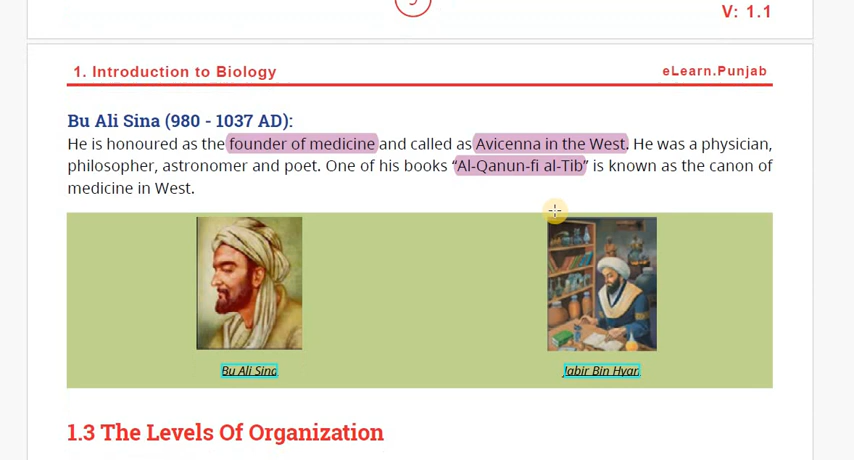 V: 1.1
1. Introduction to Biology
eLearn.Punjab
Bu Ali Sina (980 - 1037 AD):
He is honoured as the founder of medicine and called as Avicenna in the West. He was a physician,
philosopher, astronomer and poet. One of his books “Al-Qanun-fi al-Tib” is known as the canon of
medicine in West.
Bu Ali Sina
Jabir Bin Hyan
1.3 The Levels Of Organization